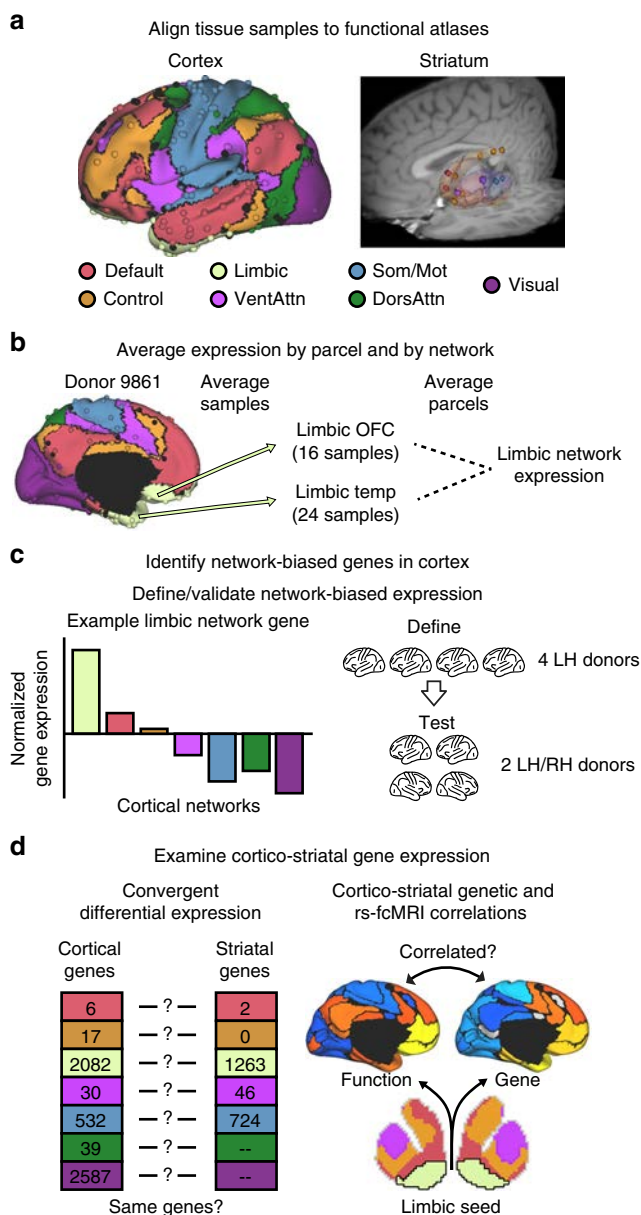 a
Align tissue samples to functional atlases
Cortex
Striatum
Default
Limbic
Som/Mot
Visual
Control
VentAttn
DorsAttn
b
Average expression by parcel and by network
Donor 9861
Average
samples
Average
parcels
Limbic OFC
(16 samples)
Limbic temp
(24 samples)
Limbic network
expression
c
Identify network-biased genes in cortex
Define/validate network-biased expression
Example limbic network gene
Normalized
gene expression
Cortical networks
Define
4 LH donors
Test
2 LH/RH donors
d
Examine cortico-striatal gene expression
Convergent
differential expression
Cortical
genes
Striatal
genes
6 — ? — 2
17 — ? — 0
2082 — ? — 1263
30 — ? — 46
532 — ? — 724
39 — ? — --
2587 — ? — --
Same genes?
Cortico-striatal genetic and
rs-fcMRI correlations
Correlated?
Function
Gene
Limbic seed